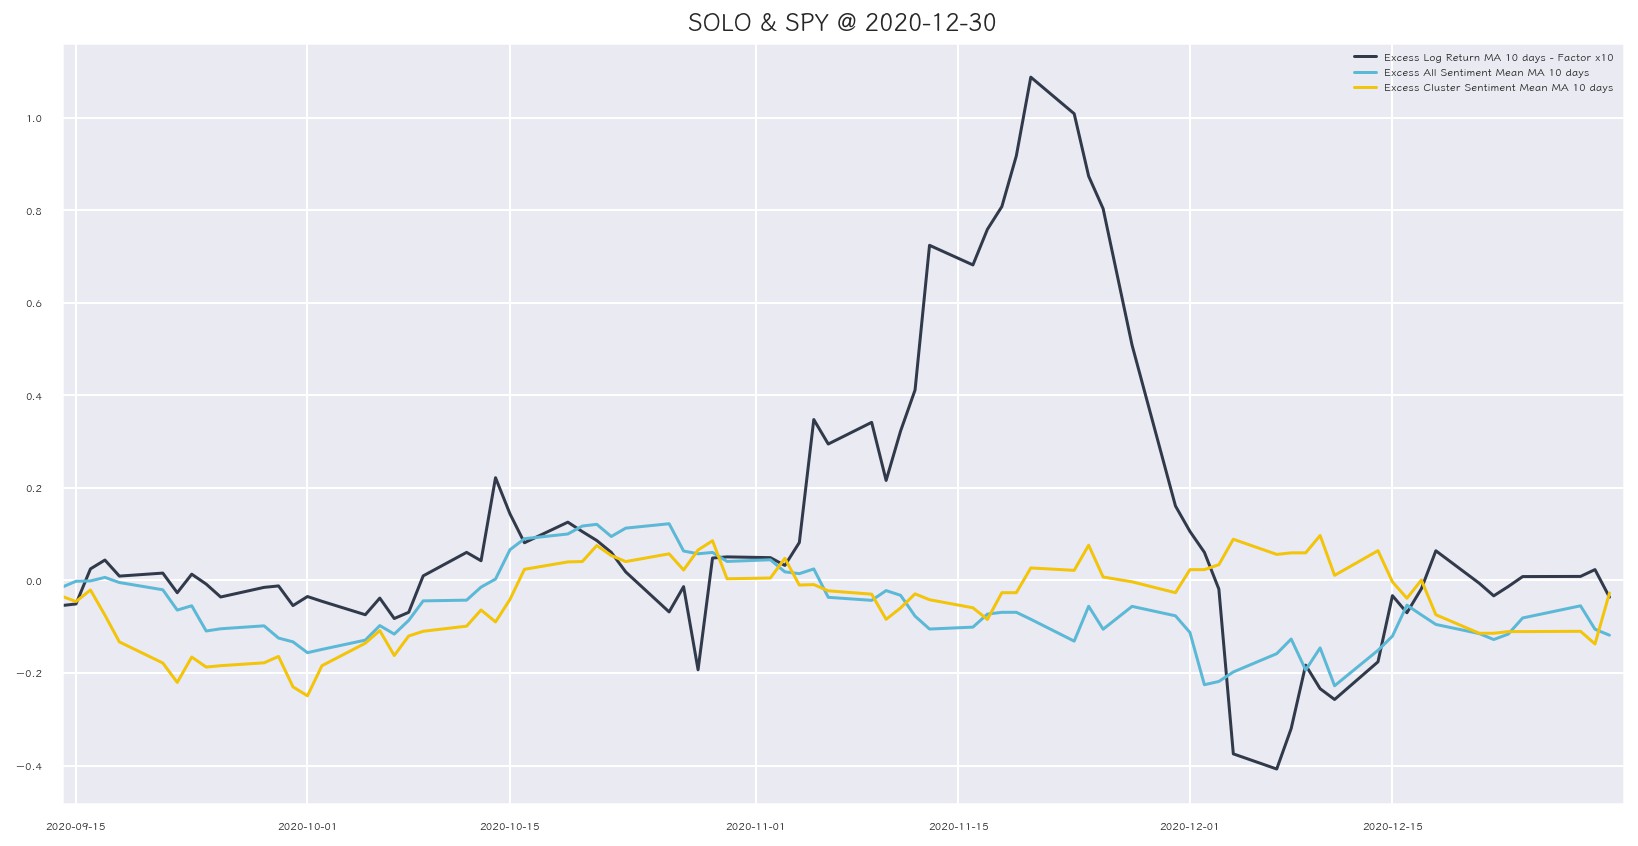 SOLO & SPY @ 2020-12-30
Excess Log Return MA 10 days - Factor x10
Excess All Sentiment Mean MA 10 days
Excess Cluster Sentiment Mean MA 10 days
1.0
0.8
0.6
0.4
0.2
0.0
−0.2
−0.4
2020-09-15 2020-10-01 2020-10-15 2020-11-01 2020-11-15 2020-12-01 2020-12-15